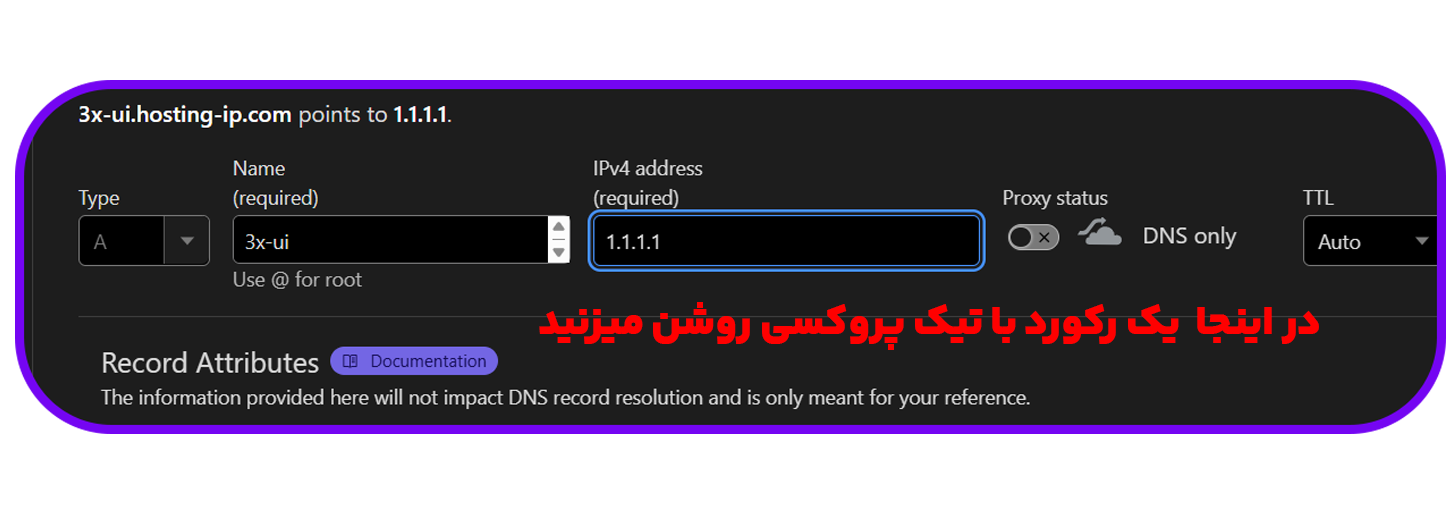 3x-ui.hosting-ip.com points to 1.1.1.1.
Type
Name
(required)
IPv4 address
(required)
Proxy status
TTL
A
3x-ui
1.1.1.1
DNS only
Auto
Use @ for root
در اینجا یک رکورد با تیک پروکسی روشن میزنید
Record Attributes
Documentation
The information provided here will not impact DNS record resolution and is only meant for your reference.